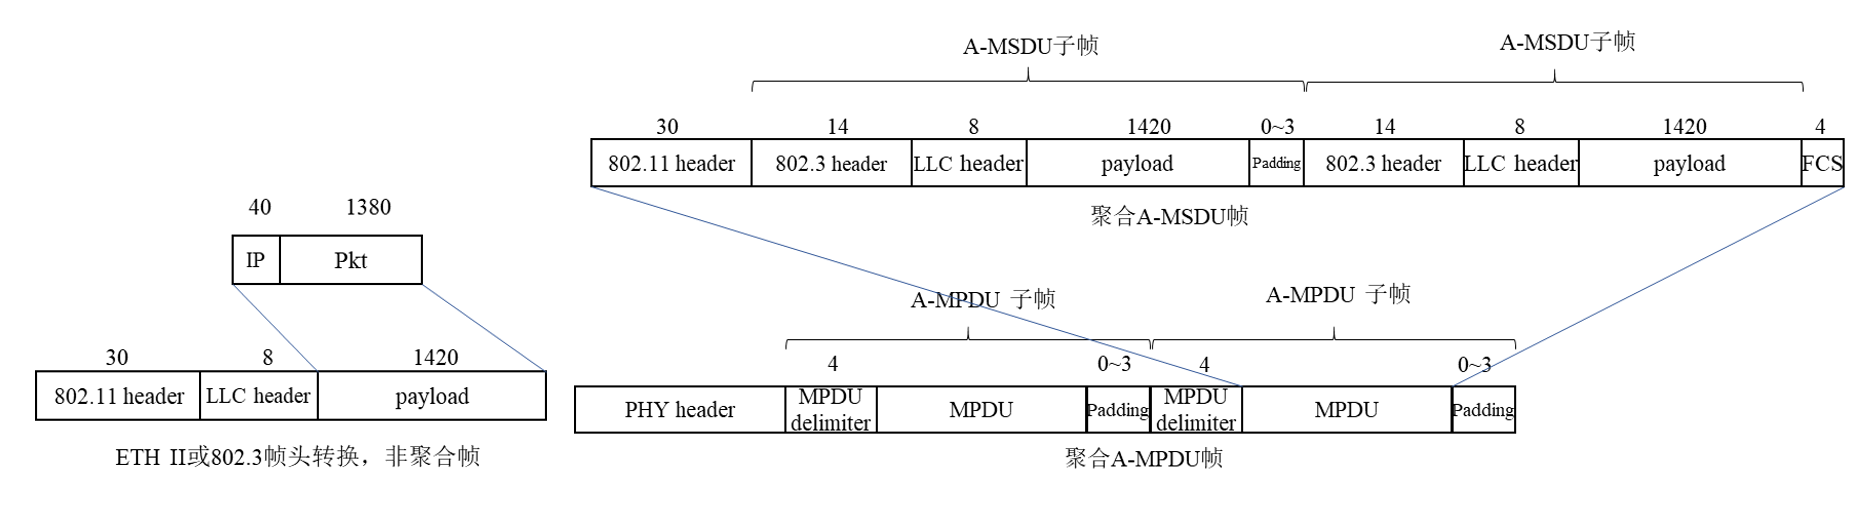 A-MSDU子帧 A-MSDU子帧
30 14 8 1420 0~3 14 8 1420 4
802.11 header 802.3 header LLC header payload Padding 802.3 header LLC header payload FCS
聚合A-MSDU帧
40 1380
IP Pkt
30 8 1420
802.11 header LLC header payload
ETH II或802.3帧头转换，非聚合帧
A-MPDU 子帧 A-MPDU 子帧
4 0~3 4 0~3
PHY header MPDU delimiter MPDU Padding MPDU delimiter MPDU Padding
聚合A-MPDU帧